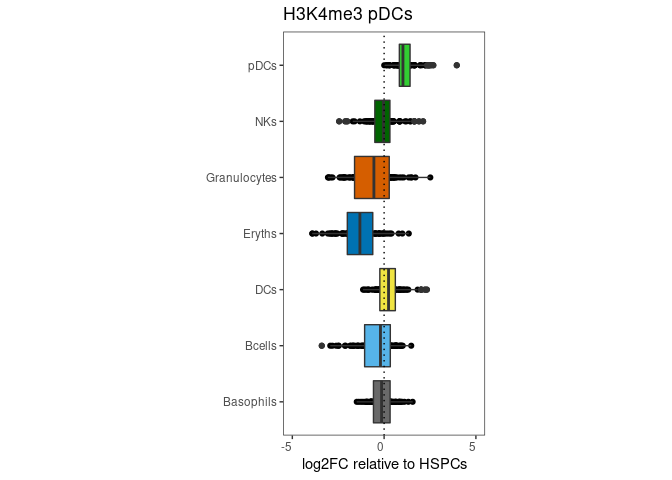 H3K4me3 pDCs
pDCs
NKs
Granulocytes
Eryths
DCs
Bcells
Basophils
-5 0 5
log2FC relative to HSPCs